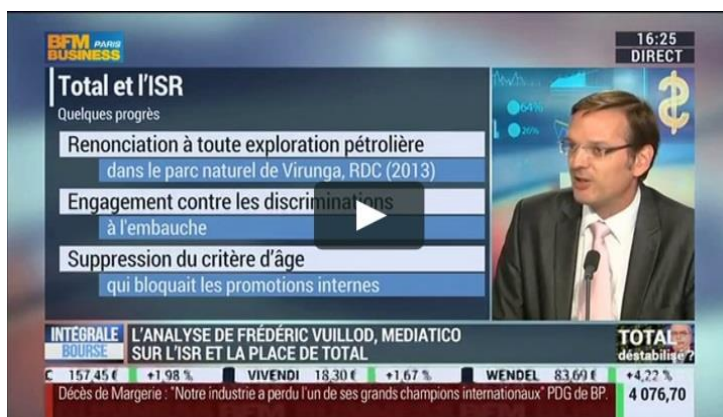 BFM PARIS
BUSINESS
16:25
DIRECT
Total et l'ISR
Quelques progrès
Renonciation à toute exploration pétrolière
dans le parc naturel de Virunga, RDC (2013)
Engagement contre les discriminations
à l'embauche
Suppression du critère d'âge
qui bloquait les promotions internes
64%
26%
INTÉGRALE
BOURSE
L'ANALYSE DE FRÉDÉRIC VUILLOD, MEDIATICO
SUR L'ISR ET LA PLACE DE TOTAL
TOTAL
déstabilisé ?
C 157,45 € +1,98 % VIVENDI 18,30 € +1,67 % WENDEL 83,69 € +4,22 %
Décès de Margerie : "Notre industrie a perdu l'un de ses grands champions internationaux" PDG de BP.
4 076,70